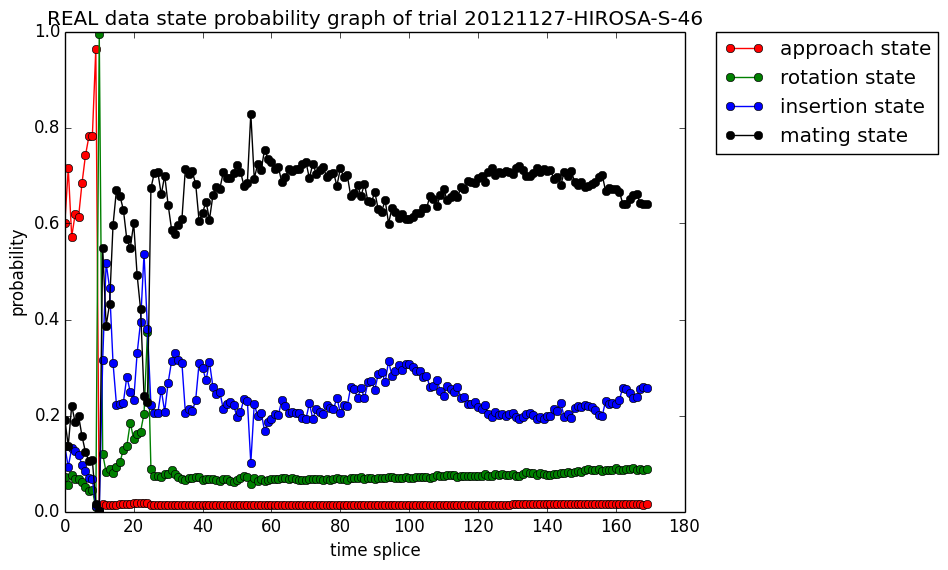 REAL data state probability graph of trial 20121127-HIROSA-S-46
1.0
0.8
0.6
0.4
0.2
0.0
probability
0 20 40 60 80 100 120 140 160 180
time splice
approach state
rotation state
insertion state
mating state